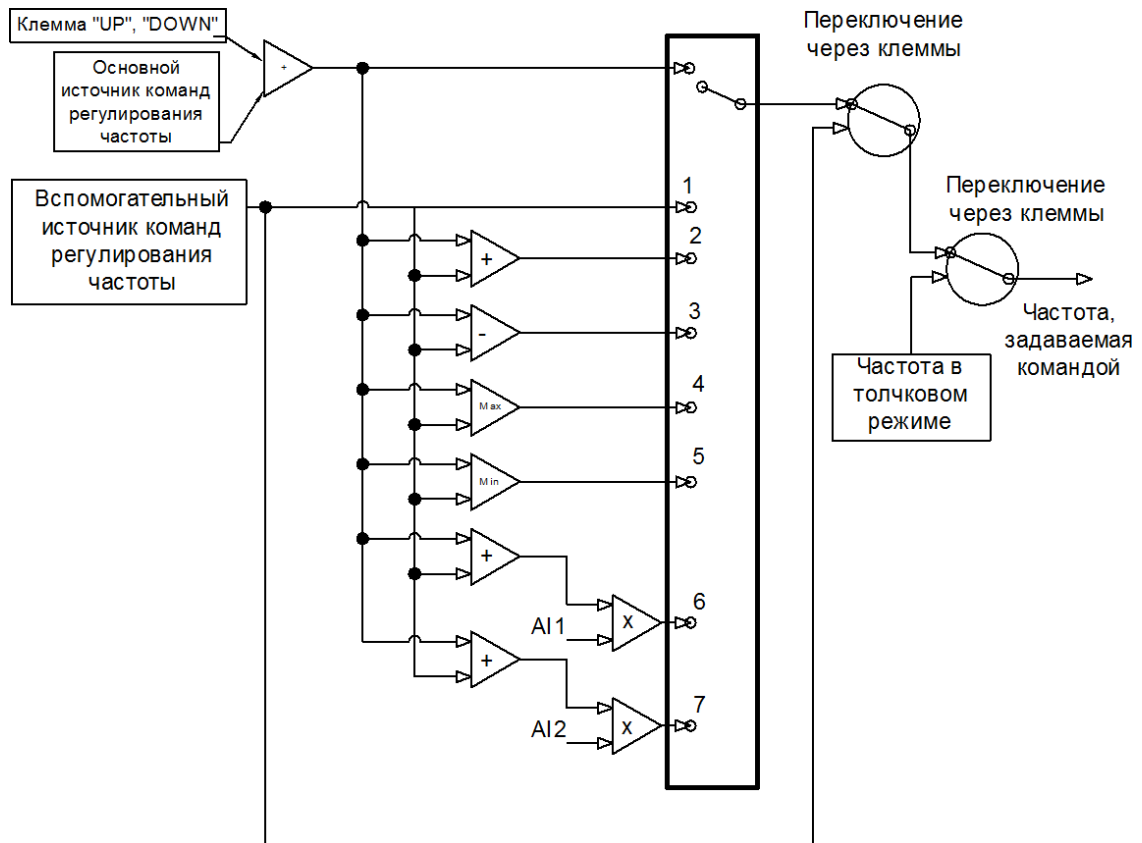 Клемма "UP", "DOWN"
Основной
источник команд
регулирования
частоты
+
Вспомогательный
источник команд
регулирования
частоты
Переключение
через клеммы
Переключение
через клеммы
Частота,
задаваемая
командой
Частота в
толчковом
режиме
1
2
+
3
-
4
Max
5
Min
+
6
AI1
X
+
7
AI2
X